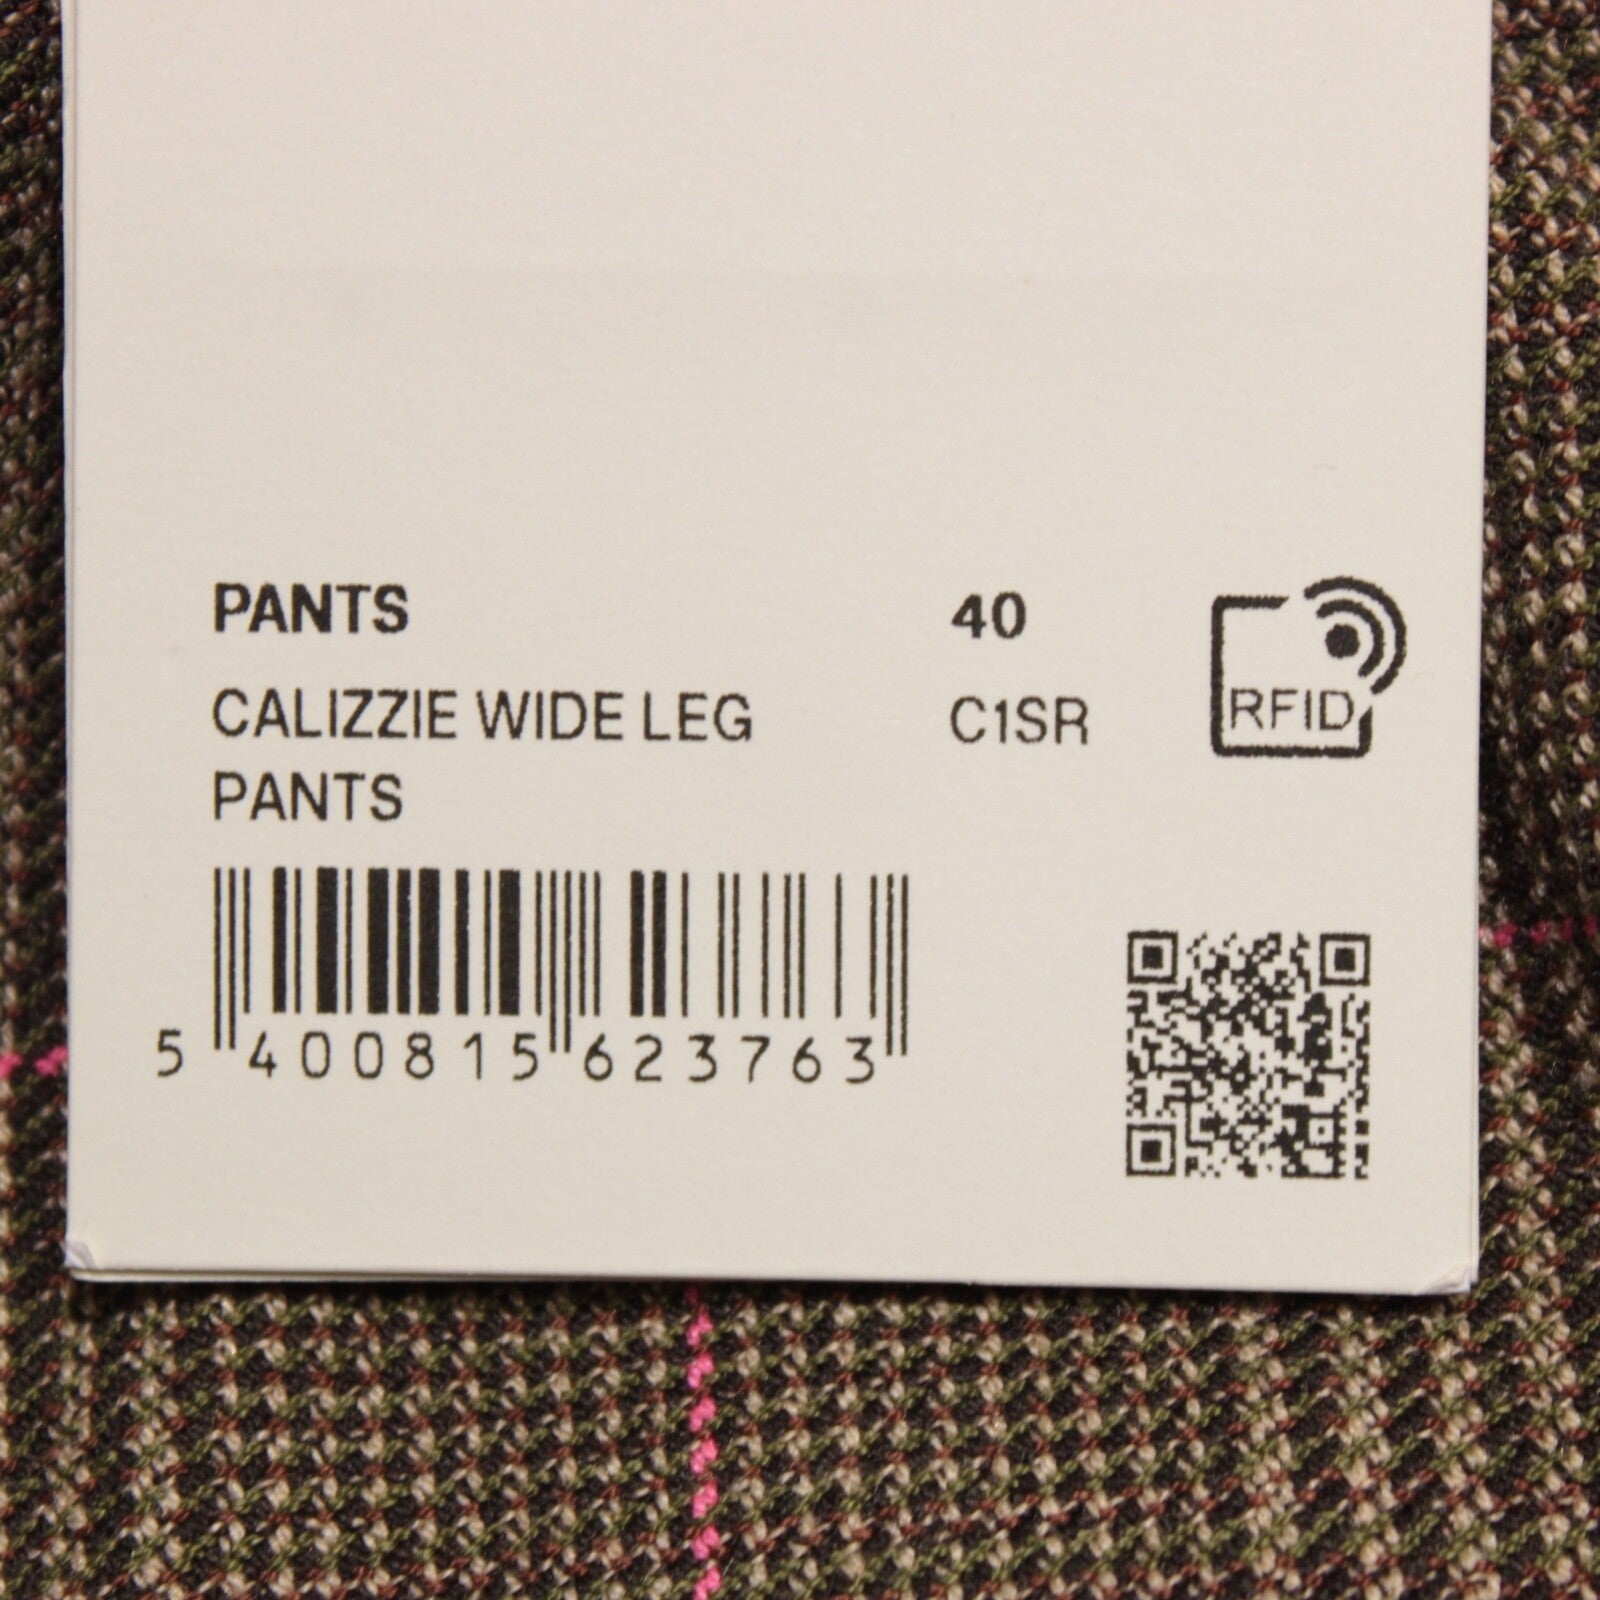 PANTS 40
CALIZZIE WIDE LEG C1SR
PANTS
RFID
5 400815 623763